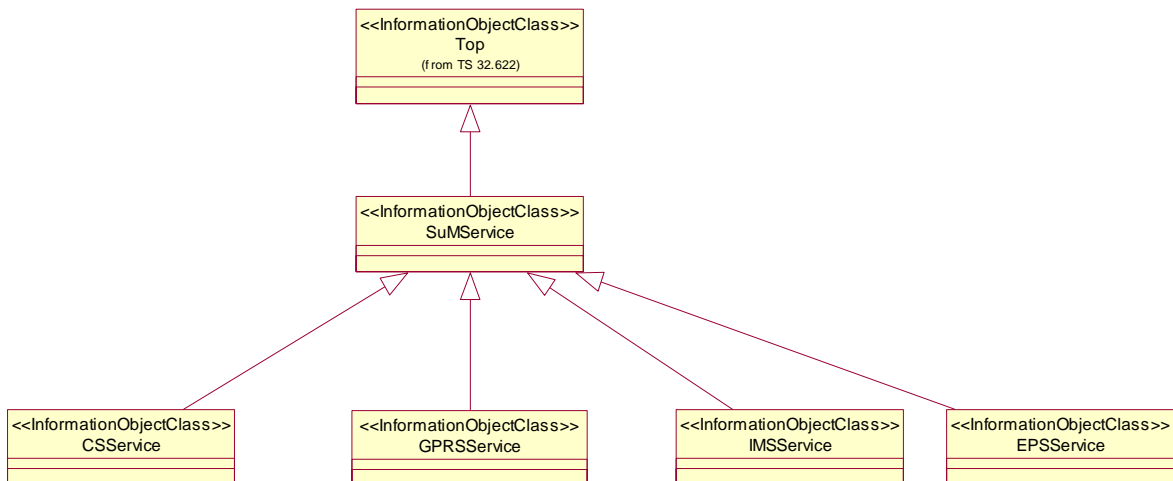 <<InformationObjectClass>>
Top
(from TS 32.622)
<<InformationObjectClass>>
SuMService
<<InformationObjectClass>>
CSService
<<InformationObjectClass>>
GPRSService
<<InformationObjectClass>>
IMSService
<<InformationObjectClass>>
EPSService